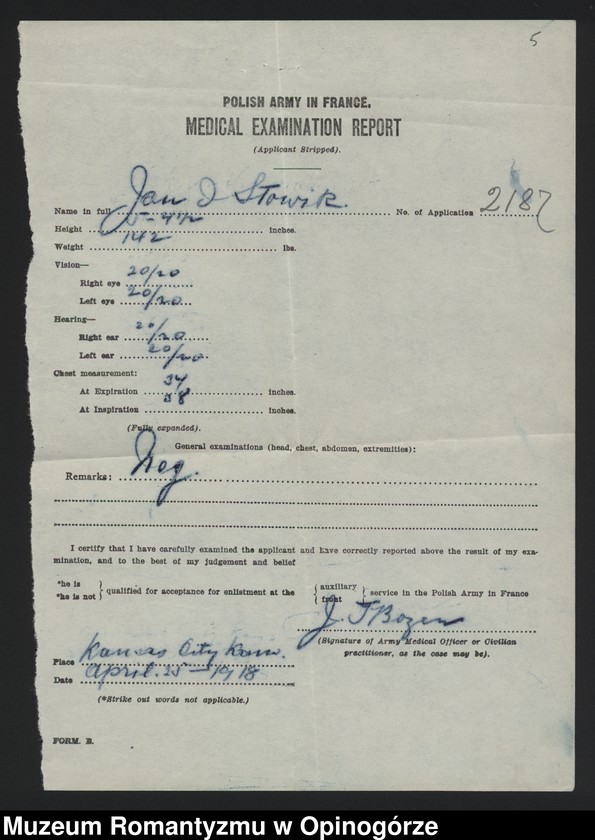 5
POLISH ARMY IN FRANCE.
MEDICAL EXAMINATION REPORT
(Applicant Stripped).
Name in full Jan J Stowik. No. of Application 2187
Height 5-4½ inches.
Weight 142 lbs.
Vision—
Right eye 20/20
Left eye 20/20
Hearing—
Right ear 20/20
Left ear 20/20
Chest measurement:
At Expiration 34 inches.
At Inspiration 38 inches.
(Fully expanded).
General examinations (head, chest, abdomen, extremities):
Remarks: Neg.
I certify that I have carefully examined the applicant and have correctly reported above the result of my exa-
mination, and to the best of my judgement and belief
*he is
*he is not } qualified for acceptance for enlistment at the { auxiliary
front } service in the Polish Army in France
J. T Bozen
(Signature of Army Medical Officer or Civilian
practitioner, as the case may be).
Place Kansas City Kans.
Date April. 25-1918
(*Strike out words not applicable.)
FORM. B.
Muzeum Romantyzmu w Opinogórze